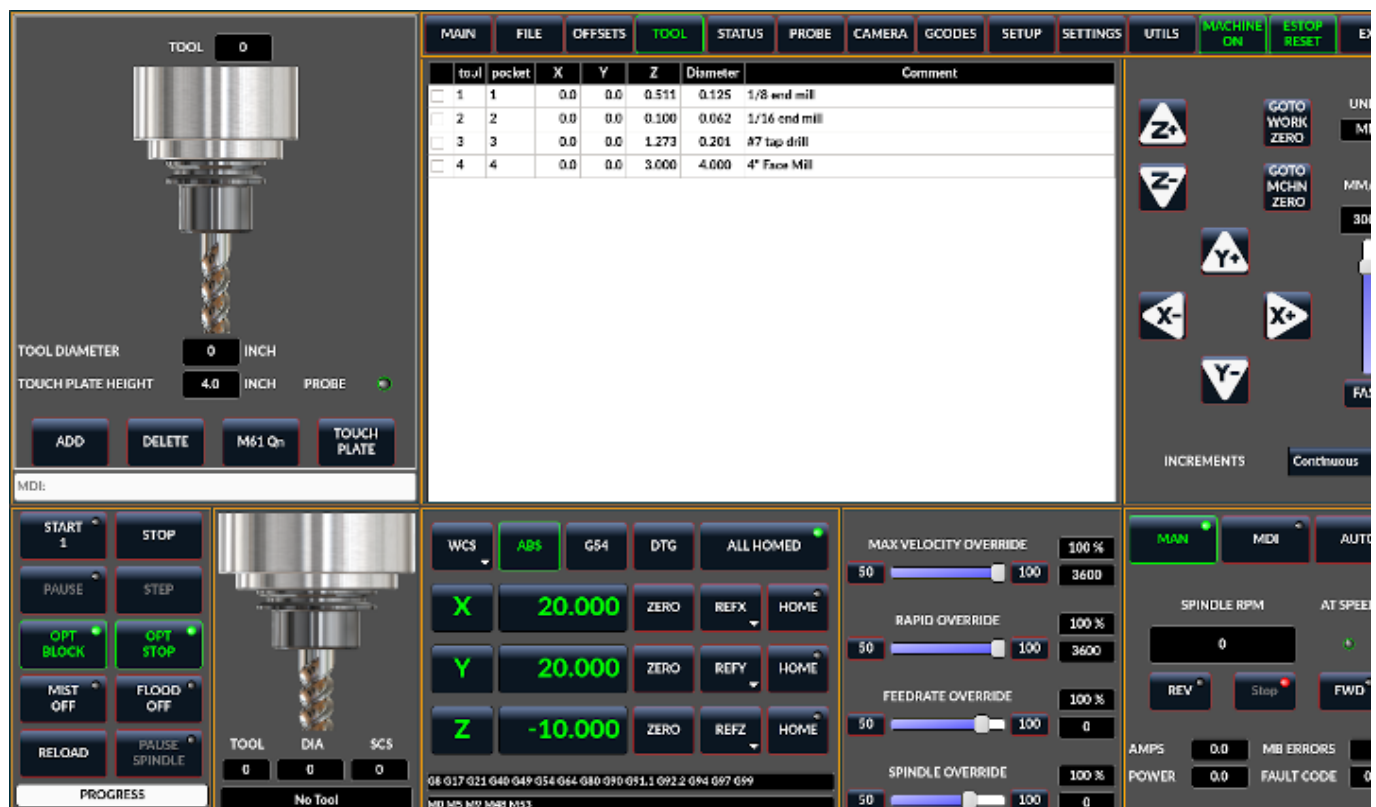 MAIN FILE OFFSETS TOOL STATUS PROBE CAMERA GCODES SETUP SETTINGS UTILS MACHINE ON ESTOP RESET
TOOL 0
TOOL DIAMETER 0 INCH
TOUCH PLATE HEIGHT 4.0 INCH PROBE
ADD DELETE M61 Qn TOUCH PLATE
MDI:
tool pocket X Y Z Diameter Comment
1 1 0.0 0.0 0.511 0.125 1/8 end mill
2 2 0.0 0.0 0.100 0.062 1/16 end mill
3 3 0.0 0.0 1.273 0.201 #7 tap drill
4 4 0.0 0.0 3.000 4.000 4" Face Mill
Z+ GOTO WORK ZERO
Z- GOTO MCHN ZERO
Y+
X- X+
Y-
INCREMENTS Continuous
START 1 STOP
PAUSE STEP
OPT BLOCK OPT STOP
MIST OFF FLOOD OFF
RELOAD PAUSE SPINDLE
PROGRESS
TOOL DIA SCS
0 0 0
No Tool
WCS ABS G54 DTG ALL HOMED
X 20.000 ZERO REFX HOME
Y 20.000 ZERO REFY HOME
Z -10.000 ZERO REFZ HOME
G8 G17 G21 G40 G49 G54 G64 G80 G90 G91.1 G92.2 G94 G97 G99
M0 M5 M9 M48 M53
MAX VELOCITY OVERRIDE 100 %
50 100 3600
RAPID OVERRIDE 100 %
50 100 3600
FEEDRATE OVERRIDE 100 %
50 100 0
SPINDLE OVERRIDE 100 %
50 100 0
MAN MDI AUTO
SPINDLE RPM AT SPEED
0
REV Stop FWD
AMPS 0.0 MB ERRORS
POWER 0.0 FAULT CODE